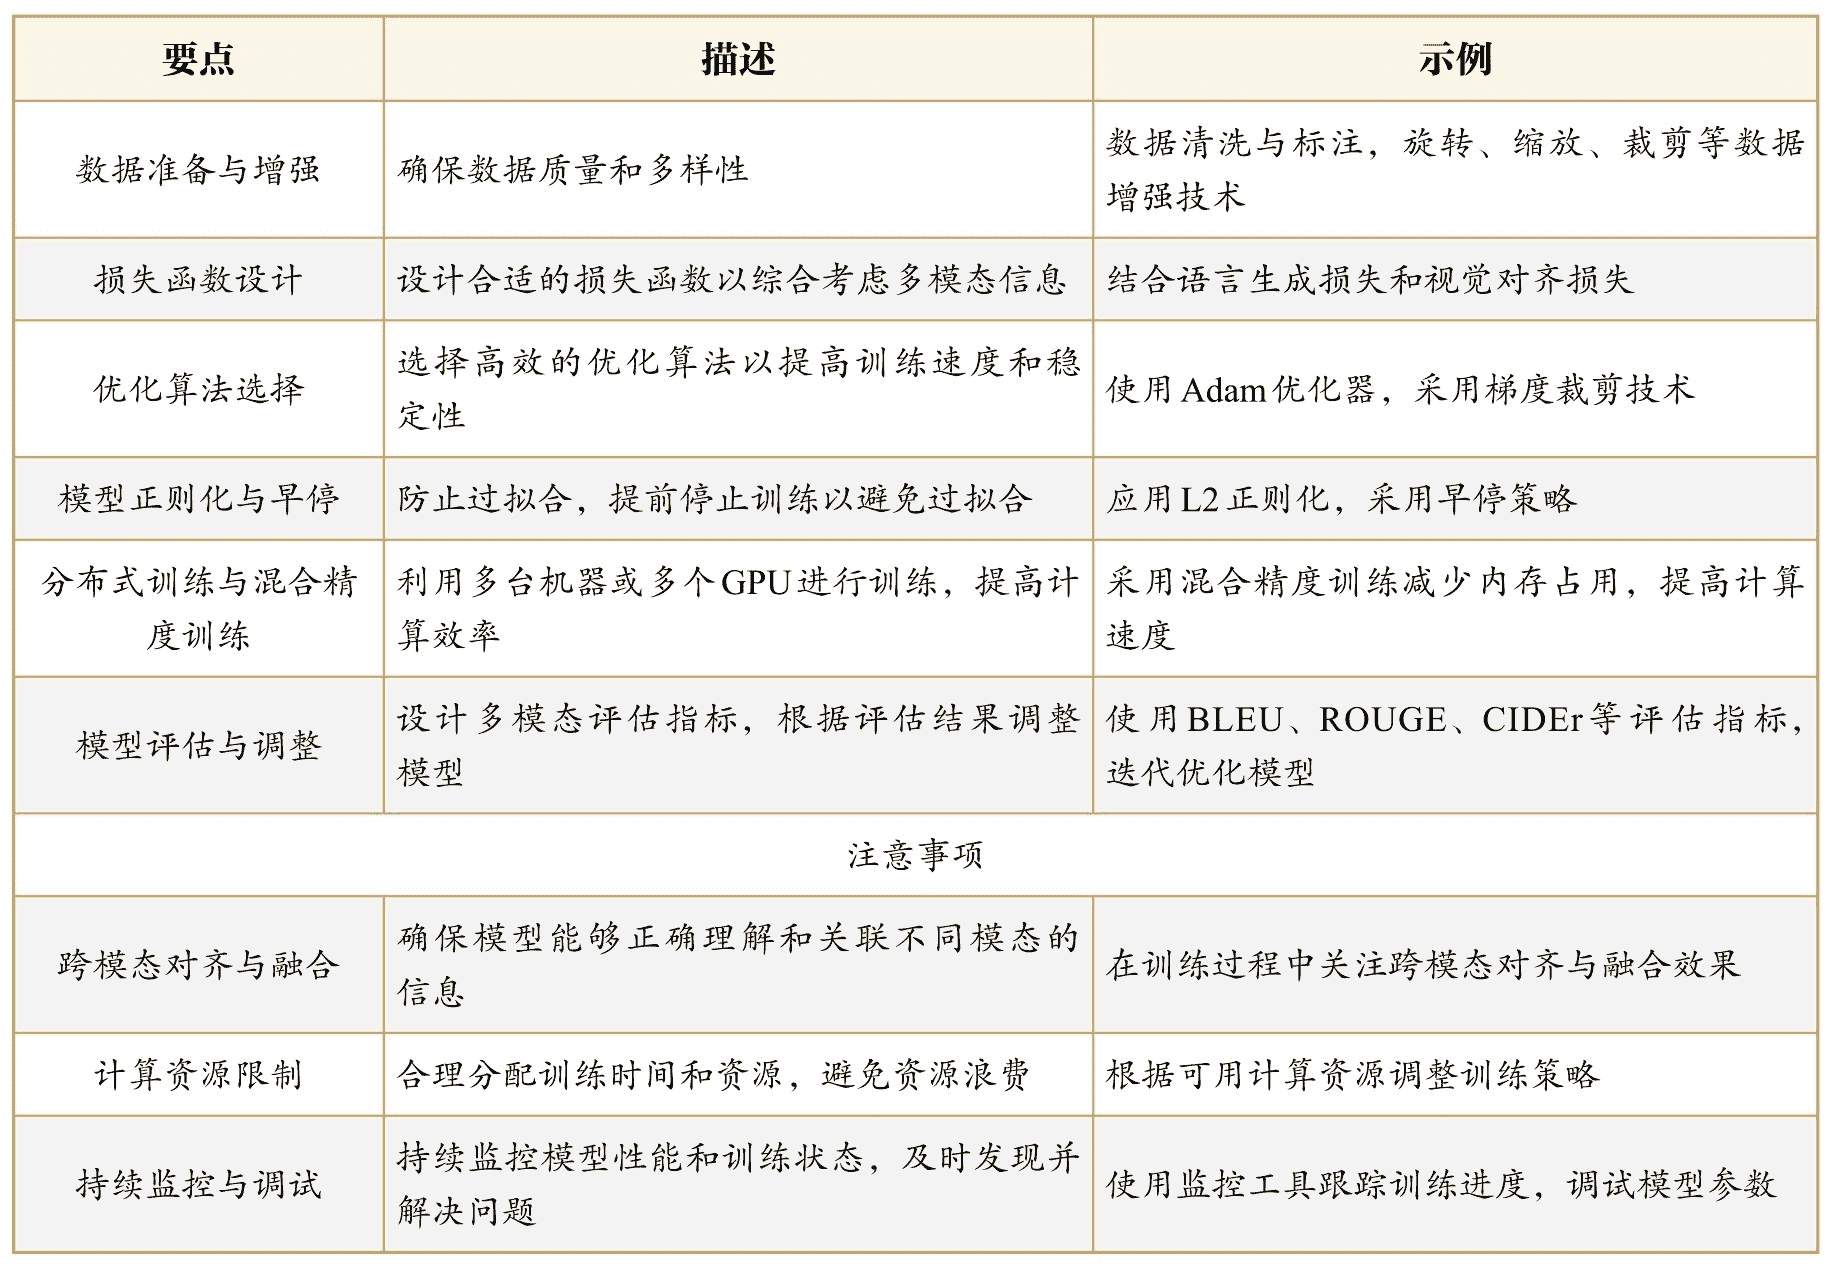 要点 描述 示例
数据准备与增强
确保数据质量和多样性
数据清洗与标注，旋转、缩放、裁剪等数据
增强技术
损失函数设计
设计合适的损失函数以综合考虑多模态信息
结合语言生成损失和视觉对齐损失
优化算法选择
选择高效的优化算法以提高训练速度和稳
定性
使用Adam优化器，采用梯度裁剪技术
模型正则化与早停
防止过拟合，提前停止训练以避免过拟合
应用L2正则化，采用早停策略
分布式训练与混合精
度训练
利用多台机器或多个GPU进行训练，提高计
算效率
采用混合精度训练减少内存占用，提高计算
速度
模型评估与调整
设计多模态评估指标，根据评估结果调整
模型
使用BLEU、ROUGE、CIDEr等评估指标，
迭代优化模型
注意事项
跨模态对齐与融合
确保模型能够正确理解和关联不同模态的
信息
在训练过程中关注跨模态对齐与融合效果
计算资源限制
合理分配训练时间和资源，避免资源浪费
根据可用计算资源调整训练策略
持续监控与调试
持续监控模型性能和训练状态，及时发现并
解决问题
使用监控工具跟踪训练进度，调试模型参数